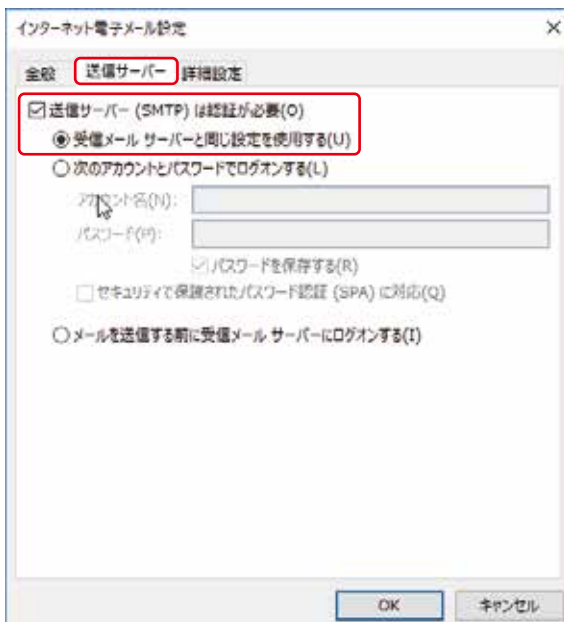 インターネット電子メール設定
全般 送信サーバー 詳細設定
送信サーバー (SMTP) は認証が必要(O)
受信メール サーバーと同じ設定を使用する(U)
次のアカウントとパスワードでログオンする(L)
アカウント名(N):
パスワード(P):
パスワードを保存する(R)
セキュリティで保護されたパスワード認証 (SPA) に対応(Q)
メールを送信する前に受信メール サーバーにログオンする(I)
OK キャンセル